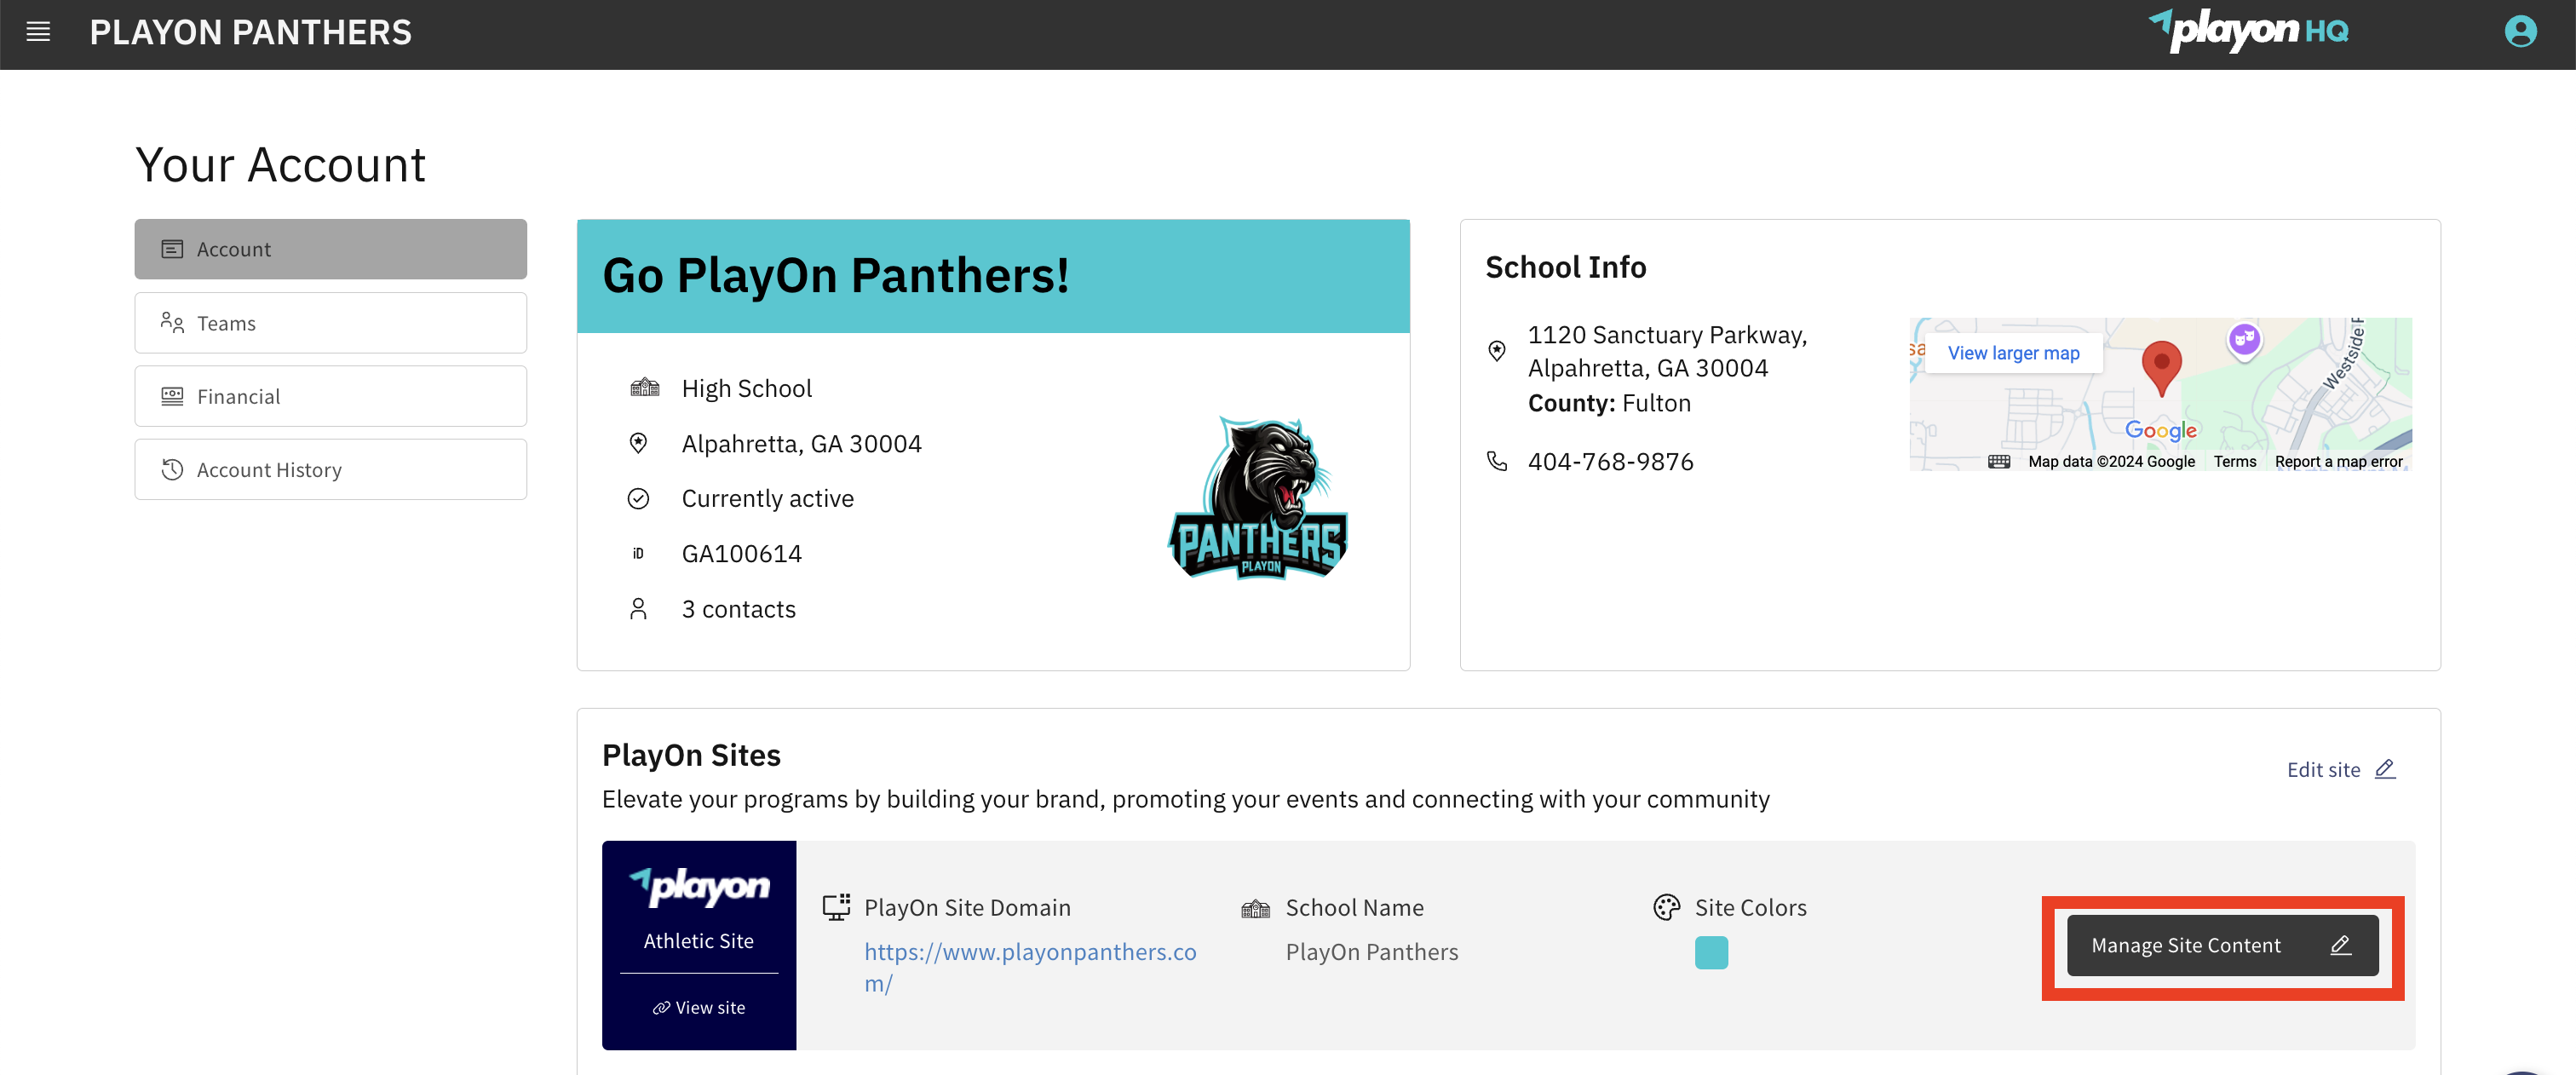 PLAYON PANTHERS
playon HQ
Your Account
Account
Teams
Financial
Account History
Go PlayOn Panthers!
High School
Alpahretta, GA 30004
Currently active
iD GA100614
3 contacts
PANTHERS
PLAYON
School Info
1120 Sanctuary Parkway,
Alpahretta, GA 30004
County: Fulton
404-768-9876
View larger map
Google
Map data ©2024 Google Terms Report a map error
PlayOn Sites
Edit site
Elevate your programs by building your brand, promoting your events and connecting with your community
playon
Athletic Site
View site
PlayOn Site Domain
https://www.playonpanthers.co
m/
School Name
PlayOn Panthers
Site Colors
Manage Site Content